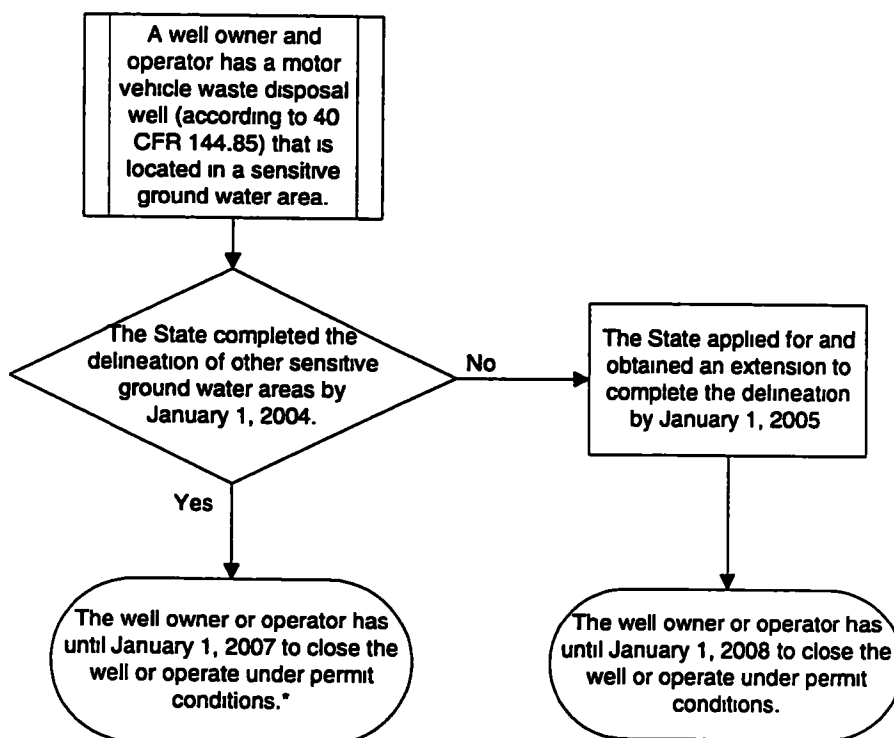 A well owner and
operator has a motor
vehicle waste disposal
well (according to 40
CFR 144.85) that is
located in a sensitive
ground water area.
The State completed the
delineation of other sensitive
ground water areas by
January 1, 2004.
No
The State applied for and
obtained an extension to
complete the delineation
by January 1, 2005
Yes
The well owner or operator has
until January 1, 2007 to close the
well or operate under permit
conditions.*
The well owner or operator has
until January 1, 2008 to close the
well or operate under permit
conditions.